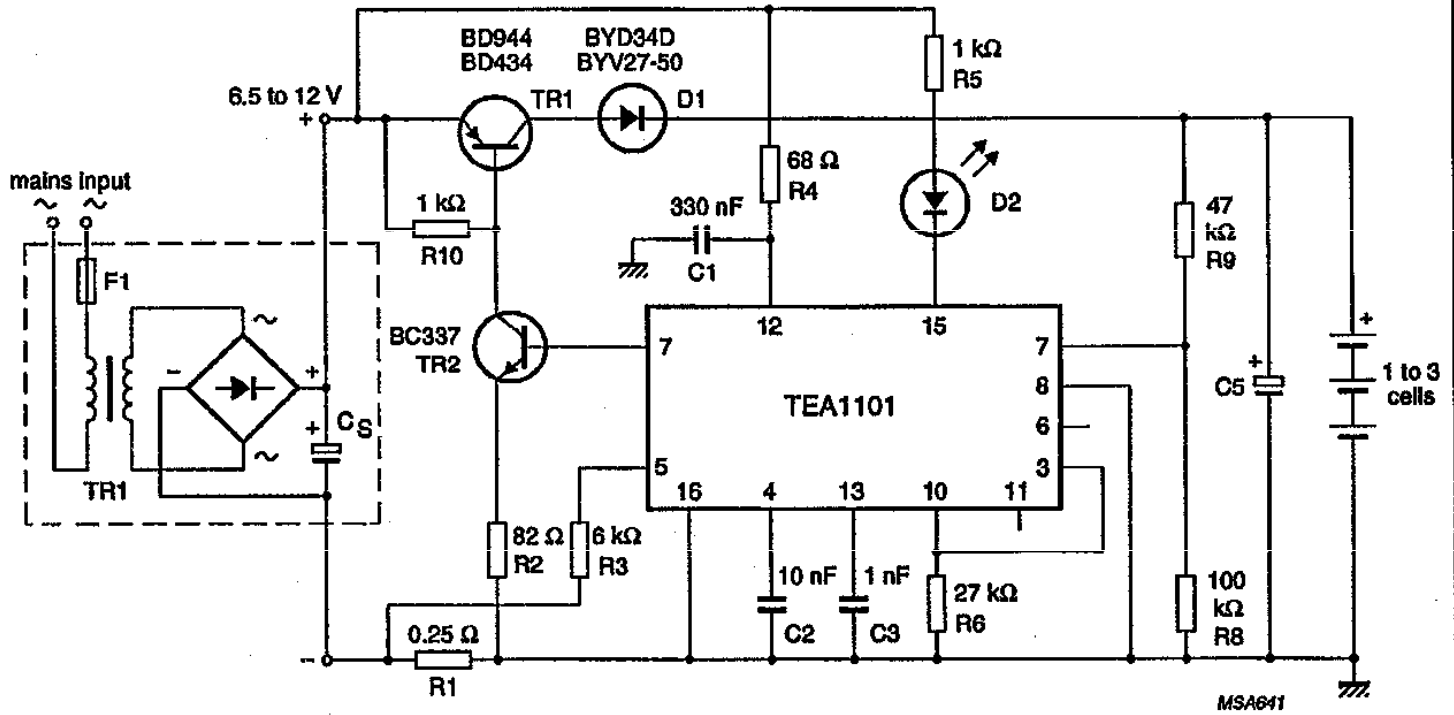 BD944
BD434
BYD34D
BYV27-50
TR1
D1
1 kΩ
R5
6.5 to 12 V
+
mains input
~ ~
F1
1 kΩ
R10
68 Ω
R4
330 nF
C1
D2
47
kΩ
R9
BC337
TR2
12
15
7
7
8
6
3
5
TEA1101
16
4
13
10
11
~
-
+
~
+
CS
TR1
+
C5
+
1 to 3
cells
82 Ω
R2
6 kΩ
R3
10 nF
C2
1 nF
C3
27 kΩ
R6
100
kΩ
R8
0.25 Ω
R1
-
MSA641